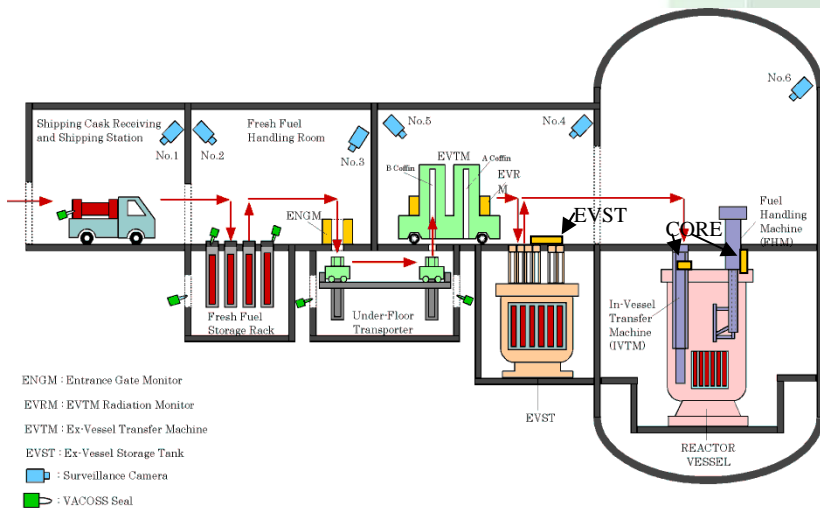 Shipping Cask Receiving
and Shipping Station
No.1
No.2
Fresh Fuel
Handling Room
No.3
No.5
No.4
No.6
B Coffin
EVTM
A Coffin
EVR
M
ENGM
EVST
CORE
Fuel
Handling
Machine
(FHM)
Fresh Fuel
Storage Rack
Under-Floor
Transporter
In-Vessel
Transfer
Machine
(IVTM)
EVST
REACTOR
VESSEL
ENGM : Entrance Gate Monitor
EVRM : EVTM Radiation Monitor
EVTM : Ex-Vessel Transfer Machine
EVST : Ex-Vessel Storage Tank
: Surveillance Camera
: VACOSS Seal